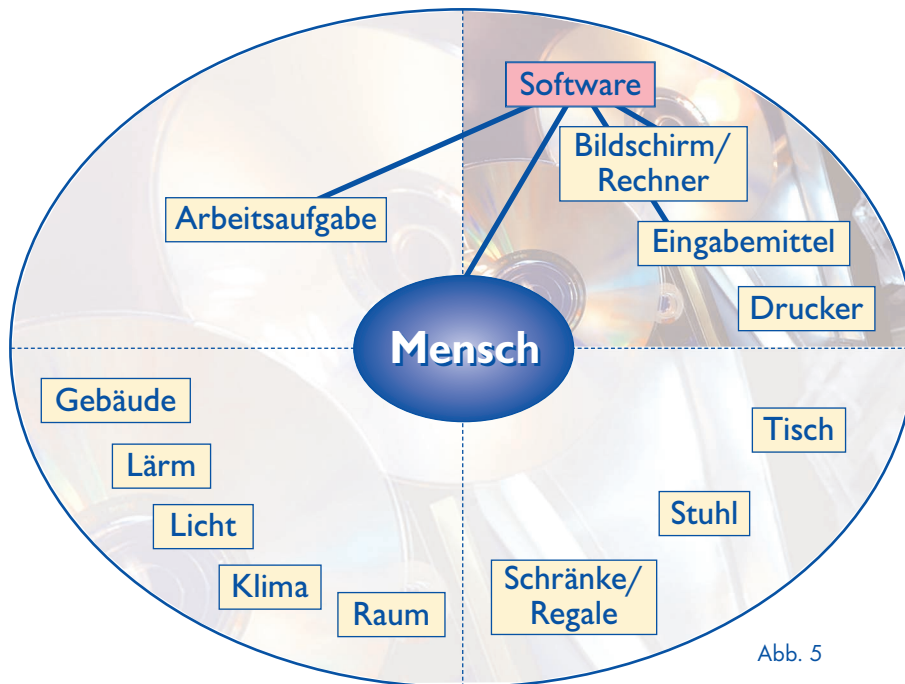 Software
Bildschirm/
Rechner
Arbeitsaufgabe
Eingabemittel
Drucker
Mensch
Gebäude
Tisch
Lärm
Stuhl
Licht
Klima
Schränke/
Regale
Raum
Abb. 5